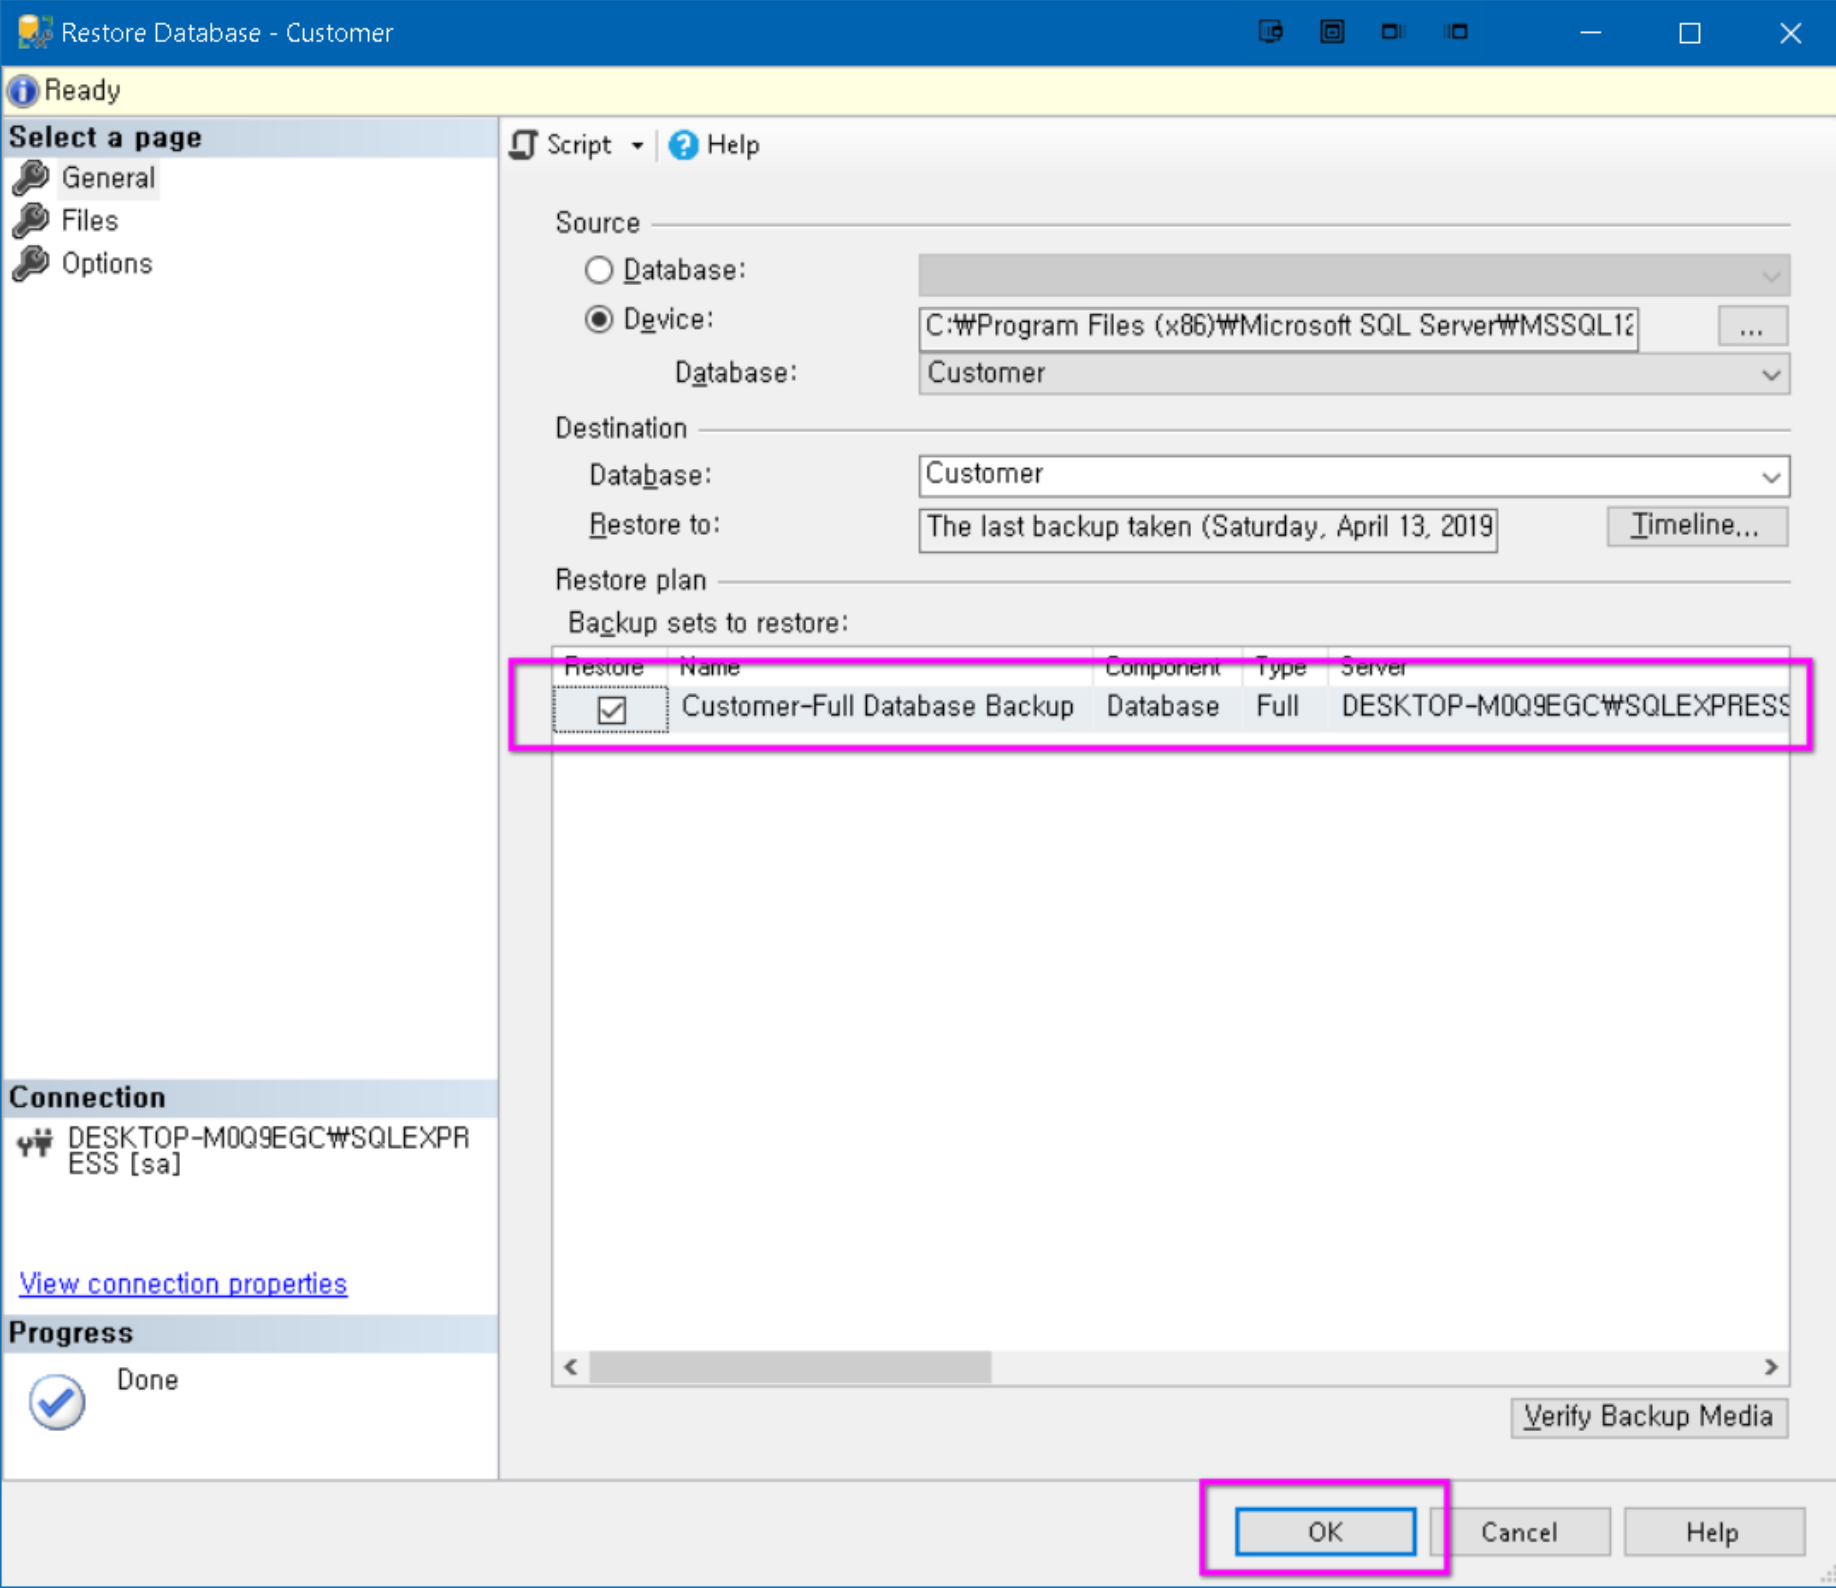 Restore Database - Customer
Ready
Select a page
General
Files
Options
Script
Help
Source
Database:
Device:
C:₩Program Files (x86)₩Microsoft SQL Server₩MSSQL12
...
Database:
Customer
Destination
Database:
Customer
Restore to:
The last backup taken (Saturday, April 13, 2019
Timeline...
Restore plan
Backup sets to restore:
Restore Name Component Type Server
Customer-Full Database Backup Database Full DESKTOP-M0Q9EGC₩SQLEXPRESS
Connection
DESKTOP-M0Q9EGC₩SQLEXPR
ESS [sa]
View connection properties
Progress
Done
Verify Backup Media
OK
Cancel
Help